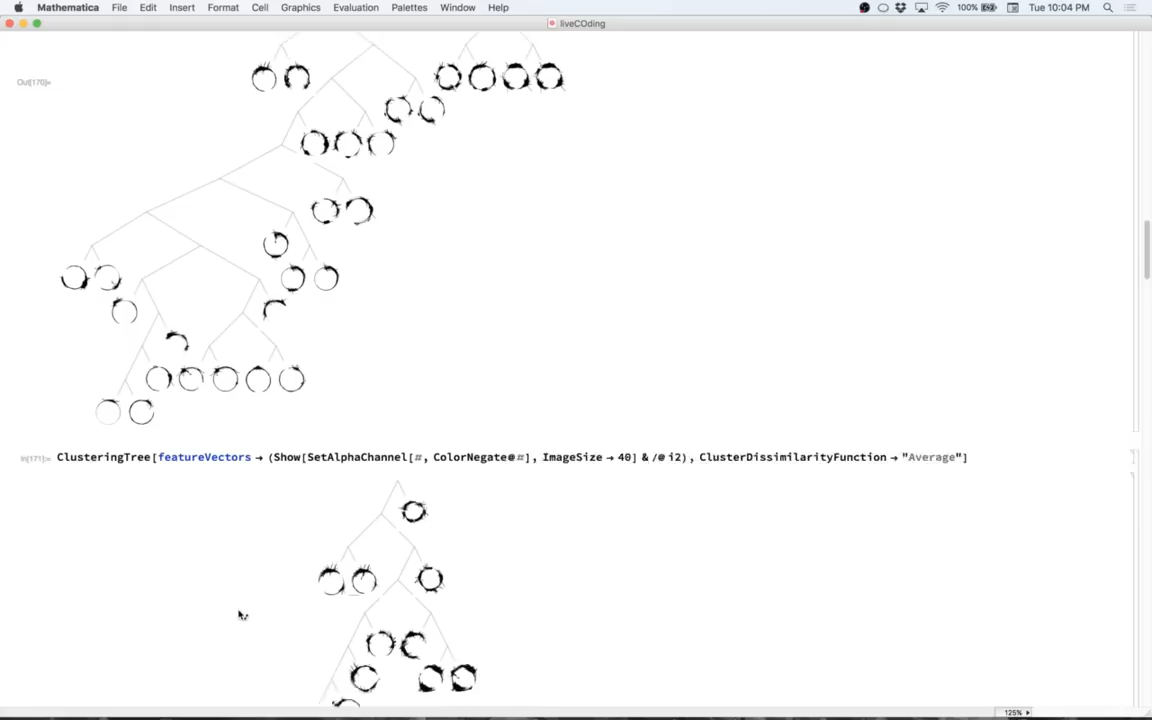 Mathematica File Edit Insert Format Cell Graphics Evaluation Palettes Window Help 100% Tue 10:04 PM
liveCOding
Out[170]=
In[171]:= ClusteringTree[featureVectors → (Show[SetAlphaChannel[#, ColorNegate@#], ImageSize → 40] & /@ i2), ClusterDissimilarityFunction → "Average"]
125%